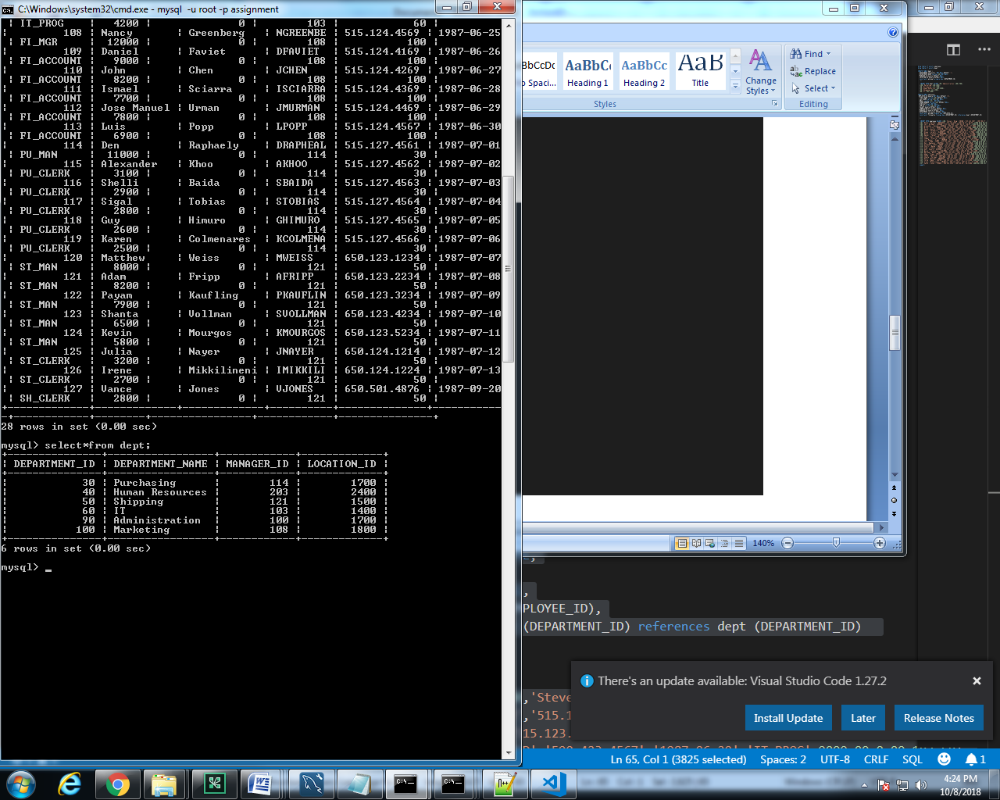 C:\Windows\system32\cmd.exe - mysql -u root -p assignment
| IT_PROG | 4200 | 0 | 103 | 60 |
| 108 | Nancy | Greenberg | NGREENBE | 515.124.4569 | 1987-06-25
| FI_MGR | 12000 | 0 | 108 | 100 |
| 109 | Daniel | Faviet | DFAVIET | 515.124.4169 | 1987-06-26
| FI_ACCOUNT | 9000 | 0 | 108 | 100 |
| 110 | John | Chen | JCHEN | 515.124.4269 | 1987-06-27
| FI_ACCOUNT | 8200 | 0 | 108 | 100 |
| 111 | Ismael | Sciarra | ISCIARRA | 515.124.4369 | 1987-06-28
| FI_ACCOUNT | 7700 | 0 | 108 | 100 |
| 112 | Jose Manuel | Urman | JMURMAN | 515.124.4469 | 1987-06-29
| FI_ACCOUNT | 7800 | 0 | 108 | 100 |
| 113 | Luis | Popp | LPOPP | 515.124.4567 | 1987-06-30
| FI_ACCOUNT | 6900 | 0 | 108 | 100 |
| 114 | Den | Raphaely | DRAPHEAL | 515.127.4561 | 1987-07-01
| PU_MAN | 11000 | 0 | 114 | 30 |
| 115 | Alexander | Khoo | AKHOO | 515.127.4562 | 1987-07-02
| PU_CLERK | 3100 | 0 | 114 | 30 |
| 116 | Shelli | Baida | SBAIDA | 515.127.4563 | 1987-07-03
| PU_CLERK | 2900 | 0 | 114 | 30 |
| 117 | Sigal | Tobias | STOBIAS | 515.127.4564 | 1987-07-04
| PU_CLERK | 2800 | 0 | 114 | 30 |
| 118 | Guy | Himuro | GHIMURO | 515.127.4565 | 1987-07-05
| PU_CLERK | 2600 | 0 | 114 | 30 |
| 119 | Karen | Colmenares | KCOLMENA | 515.127.4566 | 1987-07-06
| PU_CLERK | 2500 | 0 | 114 | 30 |
| 120 | Matthew | Weiss | MWEISS | 650.123.1234 | 1987-07-07
| ST_MAN | 8000 | 0 | 121 | 50 |
| 121 | Adam | Fripp | AFRIPP | 650.123.2234 | 1987-07-08
| ST_MAN | 8200 | 0 | 121 | 50 |
| 122 | Payam | Kaufling | PKAUFLIN | 650.123.3234 | 1987-07-09
| ST_MAN | 7900 | 0 | 121 | 50 |
| 123 | Shanta | Vollman | SVOLLMAN | 650.123.4234 | 1987-07-10
| ST_MAN | 6500 | 0 | 121 | 50 |
| 124 | Kevin | Mourgos | KMOURGOS | 650.123.5234 | 1987-07-11
| ST_MAN | 5800 | 0 | 121 | 50 |
| 125 | Julia | Nayer | JNAYER | 650.124.1214 | 1987-07-12
| ST_CLERK | 3200 | 0 | 121 | 50 |
| 126 | Irene | Mikkilineni | IMIKKILI | 650.124.1224 | 1987-07-13
| ST_CLERK | 2700 | 0 | 121 | 50 |
| 127 | Vance | Jones | VJONES | 650.501.4876 | 1987-09-20
| SH_CLERK | 2800 | 0 | 121 | 50 |
28 rows in set (0.00 sec)
mysql> select*from dept;
| DEPARTMENT_ID | DEPARTMENT_NAME | MANAGER_ID | LOCATION_ID |
| 30 | Purchasing | 114 | 1700 |
| 40 | Human Resources | 203 | 2400 |
| 50 | Shipping | 121 | 1500 |
| 60 | IT | 103 | 1400 |
| 90 | Administration | 100 | 1700 |
| 100 | Marketing | 108 | 1800 |
6 rows in set (0.00 sec)
mysql> _
bCcDc AaBbCc AaBbCc AaB
Spaci... Heading 1 Heading 2 Title
Change Styles
Styles
Find
Replace
Select
Editing
140%
PLOYEE_ID),
(DEPARTMENT_ID) references dept (DEPARTMENT_ID)
,'Steve
,'515.1
15.123.
There's an update available: Visual Studio Code 1.27.2
Install Update Later Release Notes
Ln 65, Col 1 (3825 selected) Spaces: 2 UTF-8 CRLF SQL 1
4:24 PM
10/8/2018